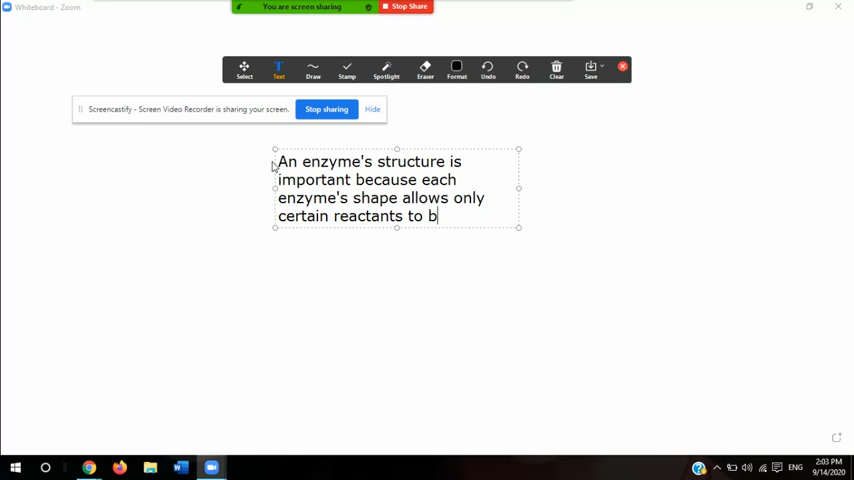 Whiteboard - Zoom
You are screen sharing
Stop Share
Select
Text
Draw
Stamp
Spotlight
Eraser
Format
Undo
Redo
Clear
Save
Screencastify - Screen Video Recorder is sharing your screen.
Stop sharing
Hide
An enzyme's structure is
important because each
enzyme's shape allows only
certain reactants to b
ENG
2:03 PM
9/14/2020